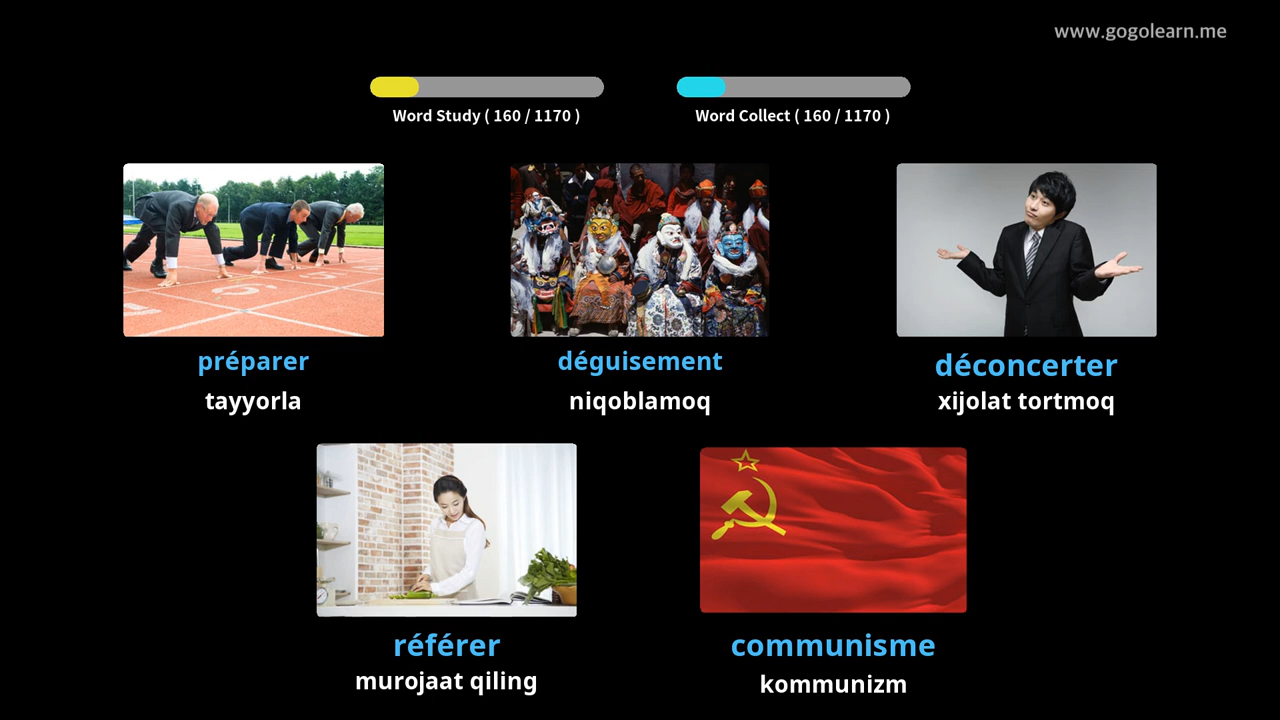 www.gogolearn.me
Word Study ( 160 / 1170 )
Word Collect ( 160 / 1170 )
préparer
tayyorla
déguisement
niqoblamoq
déconcerter
xijolat tortmoq
référer
murojaat qiling
communisme
kommunizm